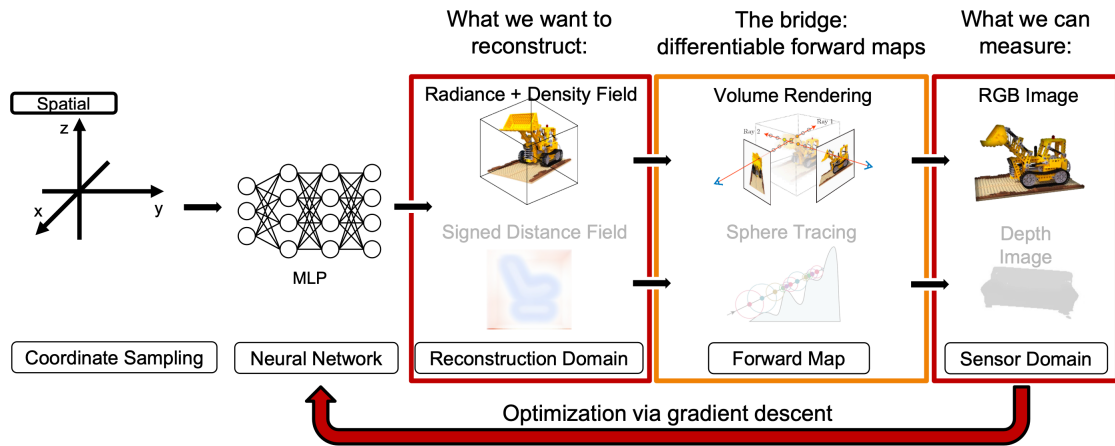 What we want to
reconstruct:
The bridge:
differentiable forward maps
What we can
measure:
Spatial
z
x
y
MLP
Radiance + Density Field
Volume Rendering
Ray 1
Ray 2
RGB Image
Signed Distance Field
Sphere Tracing
Depth
Image
Coordinate Sampling
Neural Network
Reconstruction Domain
Forward Map
Sensor Domain
Optimization via gradient descent